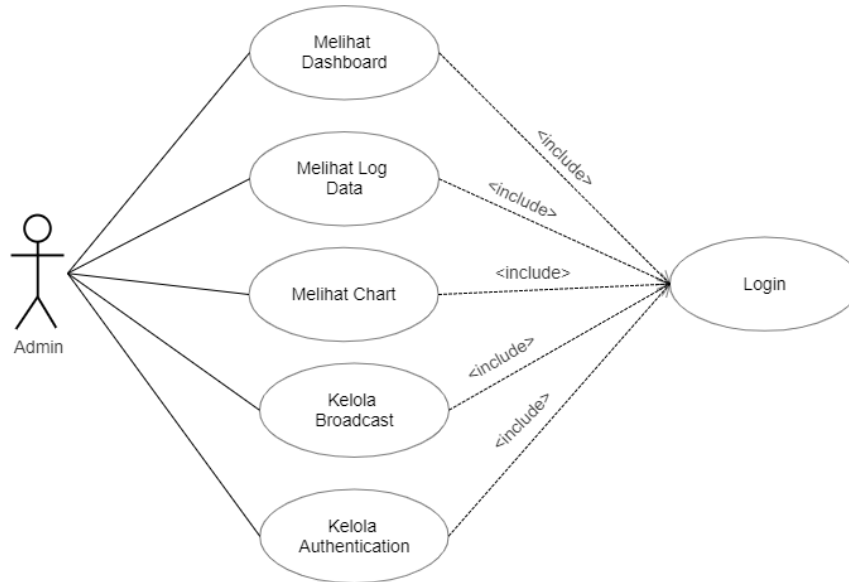 Melihat
Dashboard
<include>
Melihat Log
Data
<include>
Admin
Melihat Chart
<include>
Login
Kelola
Broadcast
<include>
Kelola
Authentication
<include>